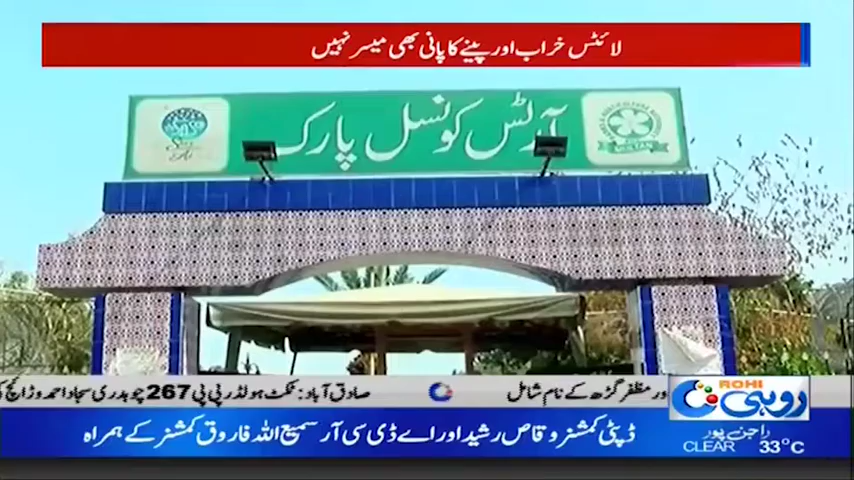 لائٹس خراب اور پینے کا پانی بھی میسر نہیں
آرٹس کونسل پارک
MULTAN
ور مظفر گڑھ کے نام شامل
صادق آباد: ٹکٹ ہولڈر پی پی 267 چوہدری سجاد احمد وڑائچ ک
ROHI
روہی
ڈپٹی کمشنر وقاص رشید اور اے ڈی سی آر سمیع اللہ فاروق کمشنر کے ہمراہ
راجن پور
CLEAR 33°C